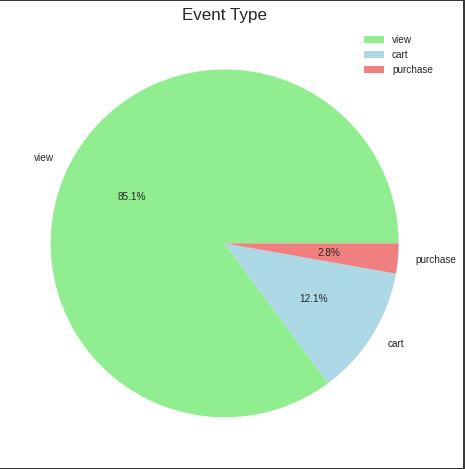 Event Type
view
cart
purchase
view
85.1%
2.8%
purchase
12.1%
cart